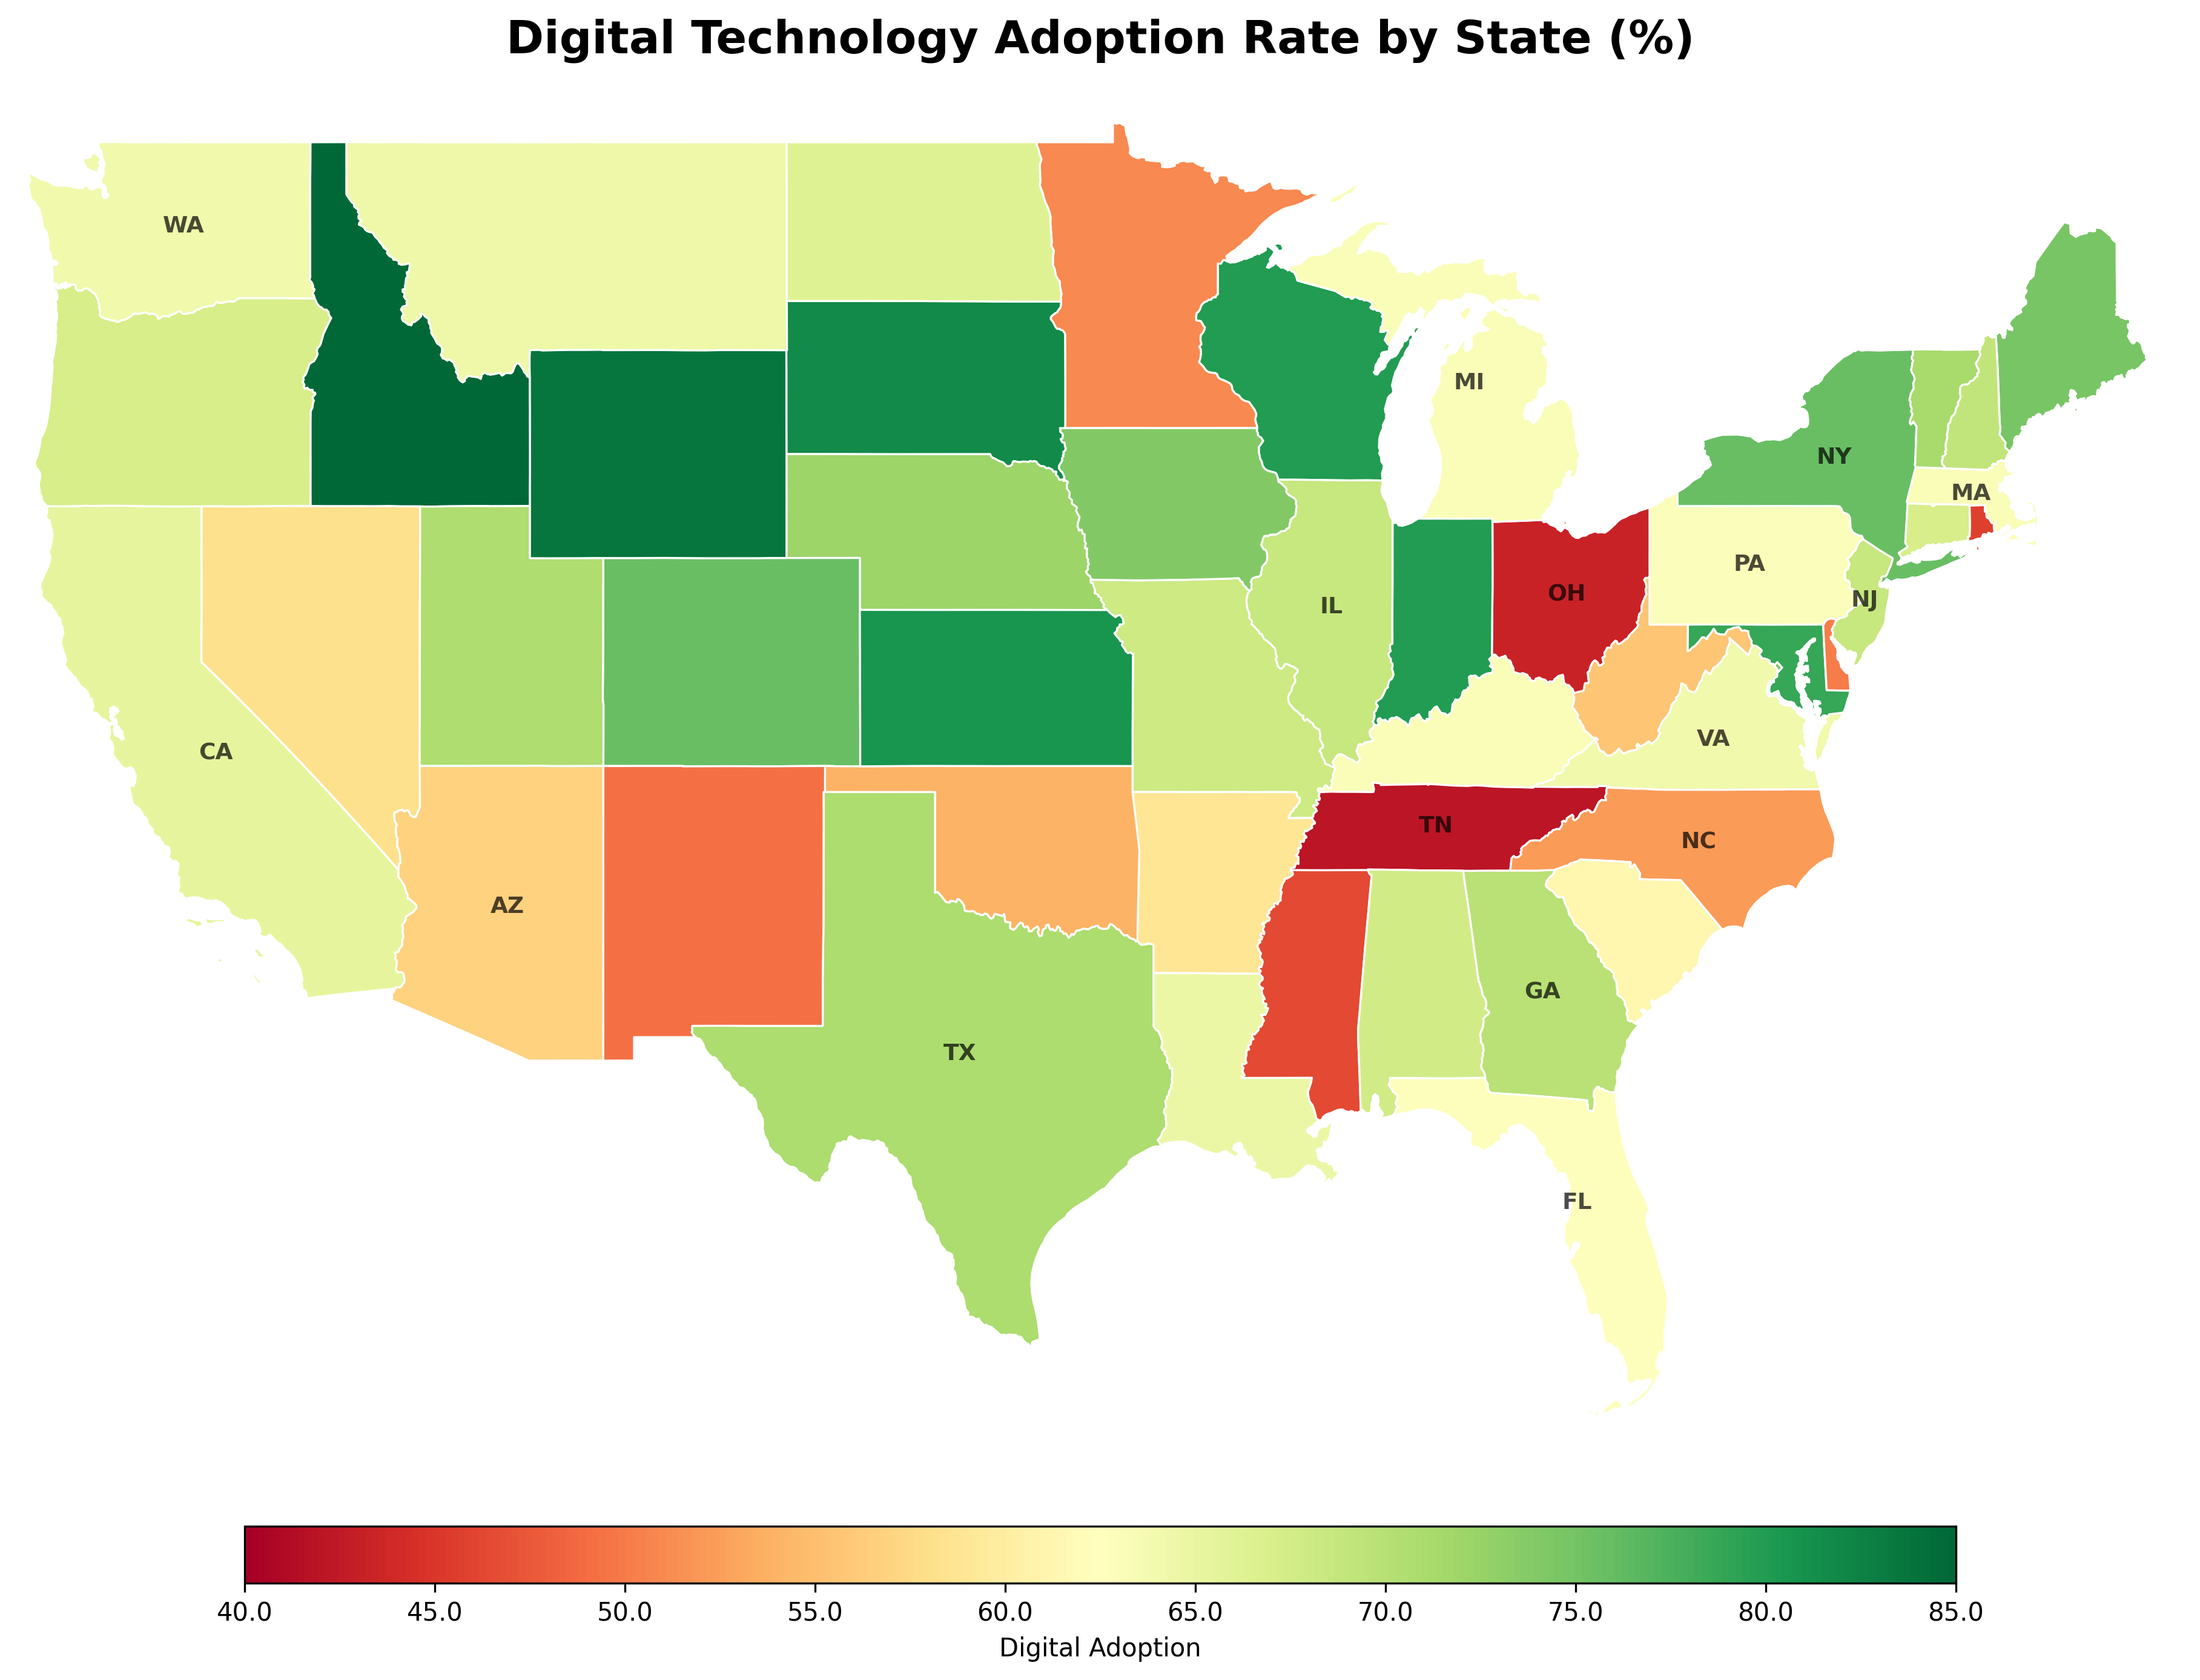 Digital Technology Adoption Rate by State (%)
WA
MI
NY
MA
PA
OH
NJ
IL
VA
CA
TN
NC
AZ
GA
TX
FL
40.0 45.0 50.0 55.0 60.0 65.0 70.0 75.0 80.0 85.0
Digital Adoption